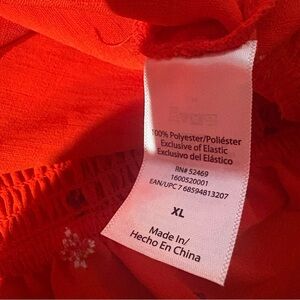 100% Polyester/Poliéster
Exclusive of Elastic
Exclusivo del Elástico
RN# 52469
1600520001
EAN/UPC 7 68594813207
XL
Made In/
Hecho En China